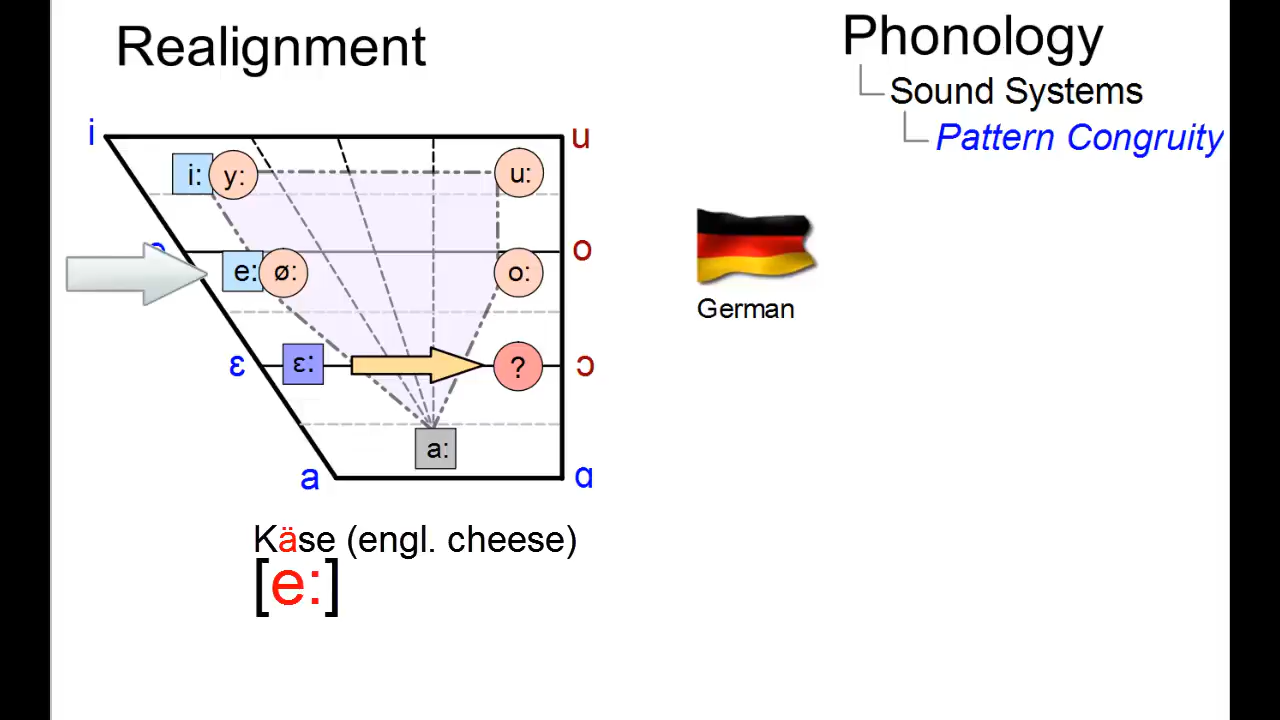 Realignment
Phonology
Sound Systems
Pattern Congruity
i
u
i: y:
u:
o
e: ø:
o:
German
ɛ
ɛ:
?
ɔ
a:
a
ɑ
Käse (engl. cheese)
[e:]